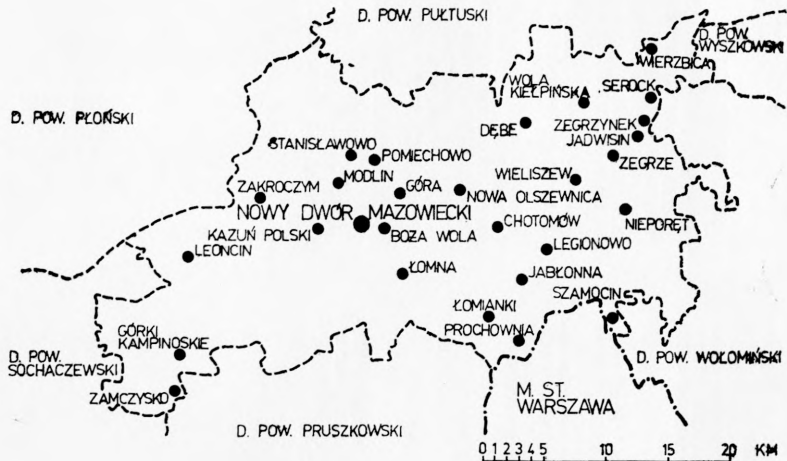 D. POW. PUŁTUSKI
D. POW.
WYSZKOWSKI
WIERZBICA
WOLA
KIEŁPIŃSKA
SEROCK
D. POW. PŁOŃSKI
DĘBE
ZEGRZYNEK
JADWISIN
STANISŁAWOWO
POMIECHOWO
ZEGRZE
MODLIN
WIELISZEW
ZAKROCZYM
GÓRA
NOWA OLSZEWNICA
NOWY DWÓR MAZOWIECKI
CHOTOMÓW
NIEPORĘT
KAZUŃ POLSKI
BOŻA WOLA
LEGIONOWO
LEONCIN
ŁOMNA
JABŁONNA
SZAMOCIN
ŁOMIANKI
PROCHOWNIA
GÓRKI
KAMPINOSKIE
D. POW.
SOCHACZEWSKI
D. POW. WOŁOMIŃSKI
ZAMCZYSKO
M. ST.
WARSZAWA
D. POW. PRUSZKOWSKI
0 1 2 3 4 5 10 15 20 KM